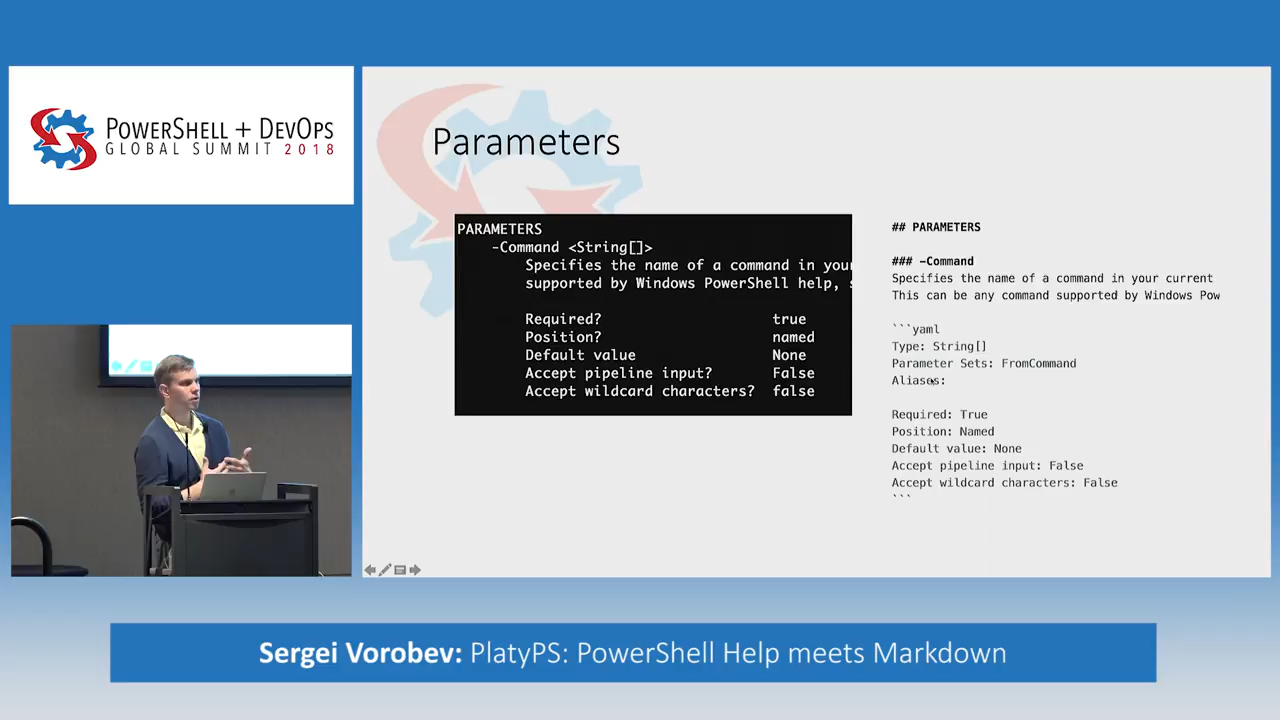 POWERSHELL + DEVOPS
GLOBAL SUMMIT 2018
Parameters
PARAMETERS
-Command <String[]>
Specifies the name of a command in your
supported by Windows PowerShell help,
Required? true
Position? named
Default value None
Accept pipeline input? False
Accept wildcard characters? false
## PARAMETERS
### -Command
Specifies the name of a command in your current
This can be any command supported by Windows Pow
```yaml
Type: String[]
Parameter Sets: FromCommand
Aliases:
Required: True
Position: Named
Default value: None
Accept pipeline input: False
Accept wildcard characters: False
```
Sergei Vorobev: PlatyPS: PowerShell Help meets Markdown